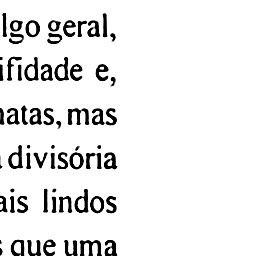 lgo geral,
ifidade e,
natas, mas
divisória
ais lindos
s que uma